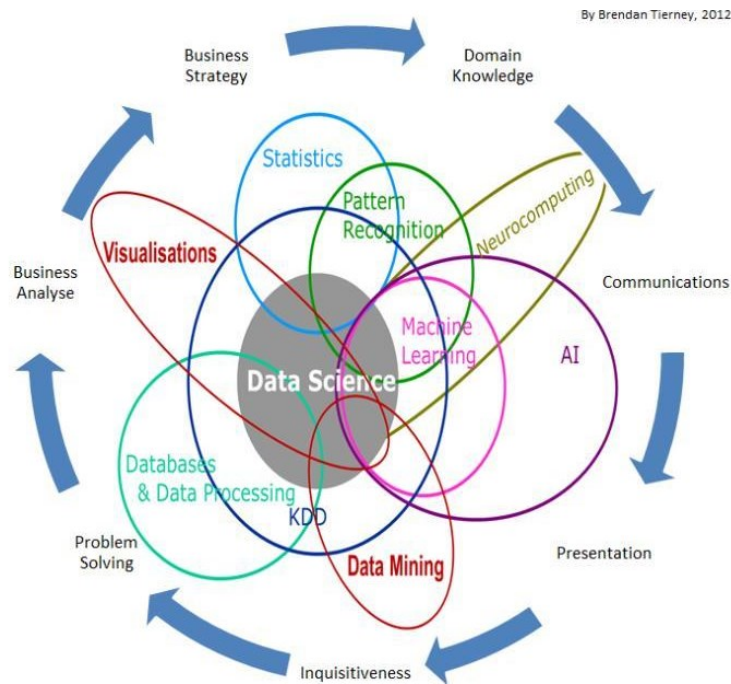 By Brendan Tierney, 2012
Business
Strategy
Domain
Knowledge
Statistics
Pattern
Recognition
Neurocomputing
Visualisations
Business
Analyse
Communications
Machine
Learning
AI
Data Science
Databases
& Data Processing
KDD
Problem
Solving
Data Mining
Presentation
Inquisitiveness